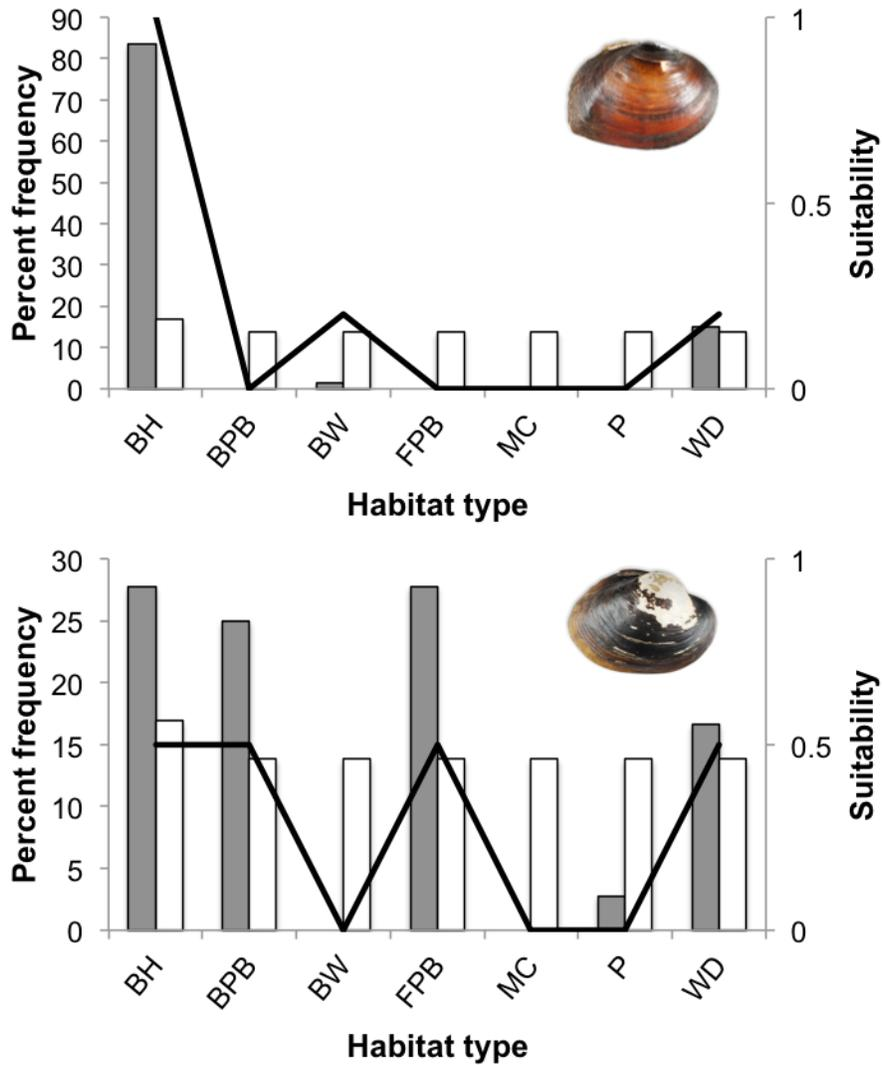 90
80
70
60
50
40
30
20
10
0
Percent frequency
1
0.5
0
Suitability
BH
BPB
BW
FPB
MC
P
WD
Habitat type
30
25
20
15
10
5
0
Percent frequency
1
0.5
0
Suitability
BH
BPB
BW
FPB
MC
P
WD
Habitat type